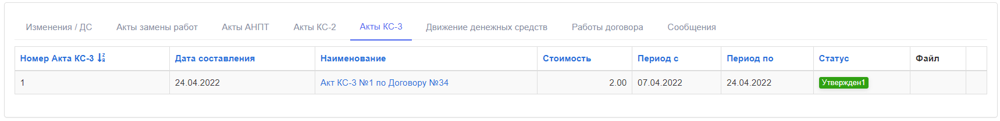 Изменения / ДС Акты замены работ Акты АНПТ Акты КС-2 Акты КС-3 Движение денежных средств Работы договора Сообщения
Номер Акта КС-3 Дата составления Наименование Стоимость Период с Период по Статус Файл
1 24.04.2022 Акт КС-3 №1 по Договору №34 2.00 07.04.2022 24.04.2022 Утвержден1